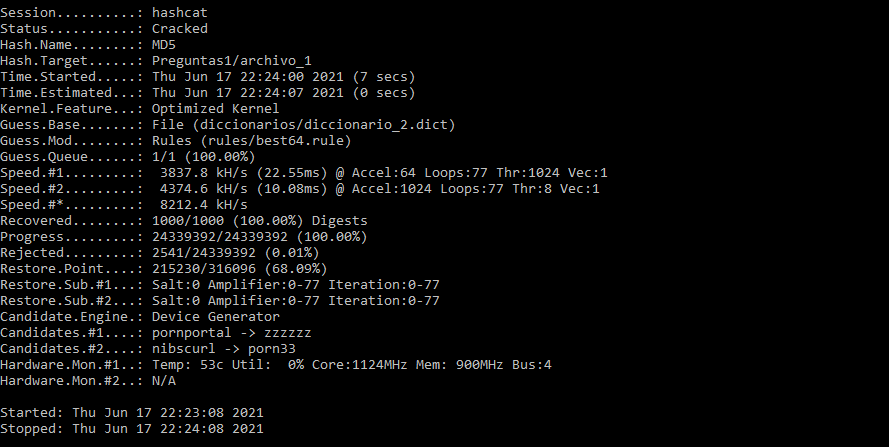 Session..........: hashcat
Status...........: Cracked
Hash.Name........: MD5
Hash.Target......: Preguntas1/archivo_1
Time.Started.....: Thu Jun 17 22:24:00 2021 (7 secs)
Time.Estimated...: Thu Jun 17 22:24:07 2021 (0 secs)
Kernel.Feature...: Optimized Kernel
Guess.Base.......: File (diccionarios/diccionario_2.dict)
Guess.Mod........: Rules (rules/best64.rule)
Guess.Queue......: 1/1 (100.00%)
Speed.#1.........:  3837.8 kH/s (22.55ms) @ Accel:64 Loops:77 Thr:1024 Vec:1
Speed.#2.........:  4374.6 kH/s (10.08ms) @ Accel:1024 Loops:77 Thr:8 Vec:1
Speed.#*.........:  8212.4 kH/s
Recovered........: 1000/1000 (100.00%) Digests
Progress.........: 24339392/24339392 (100.00%)
Rejected.........: 2541/24339392 (0.01%)
Restore.Point....: 215230/316096 (68.09%)
Restore.Sub.#1...: Salt:0 Amplifier:0-77 Iteration:0-77
Restore.Sub.#2...: Salt:0 Amplifier:0-77 Iteration:0-77
Candidate.Engine.: Device Generator
Candidates.#1....: pornportal -> zzzzzz
Candidates.#2....: nibscurl -> porn33
Hardware.Mon.#1..: Temp: 53c Util:  0% Core:1124MHz Mem: 900MHz Bus:4
Hardware.Mon.#2..: N/A
Started: Thu Jun 17 22:23:08 2021
Stopped: Thu Jun 17 22:24:08 2021